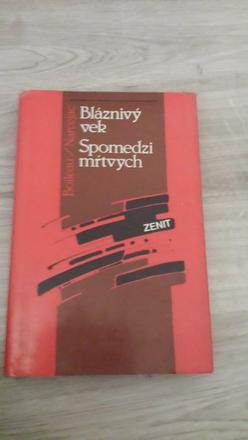 Boileau/Narcejac
Bláznivý
vek
Spomedzi
mŕtvych
ZENIT